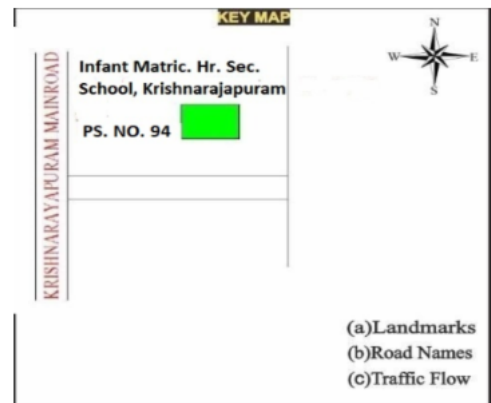 KEY MAP
N
W
E
S
Infant Matric. Hr. Sec.
School, Krishnarajapuram
PS. NO. 94
KRISHNARAYAPURAM MAINROAD
(a)Landmarks
(b)Road Names
(c)Traffic Flow